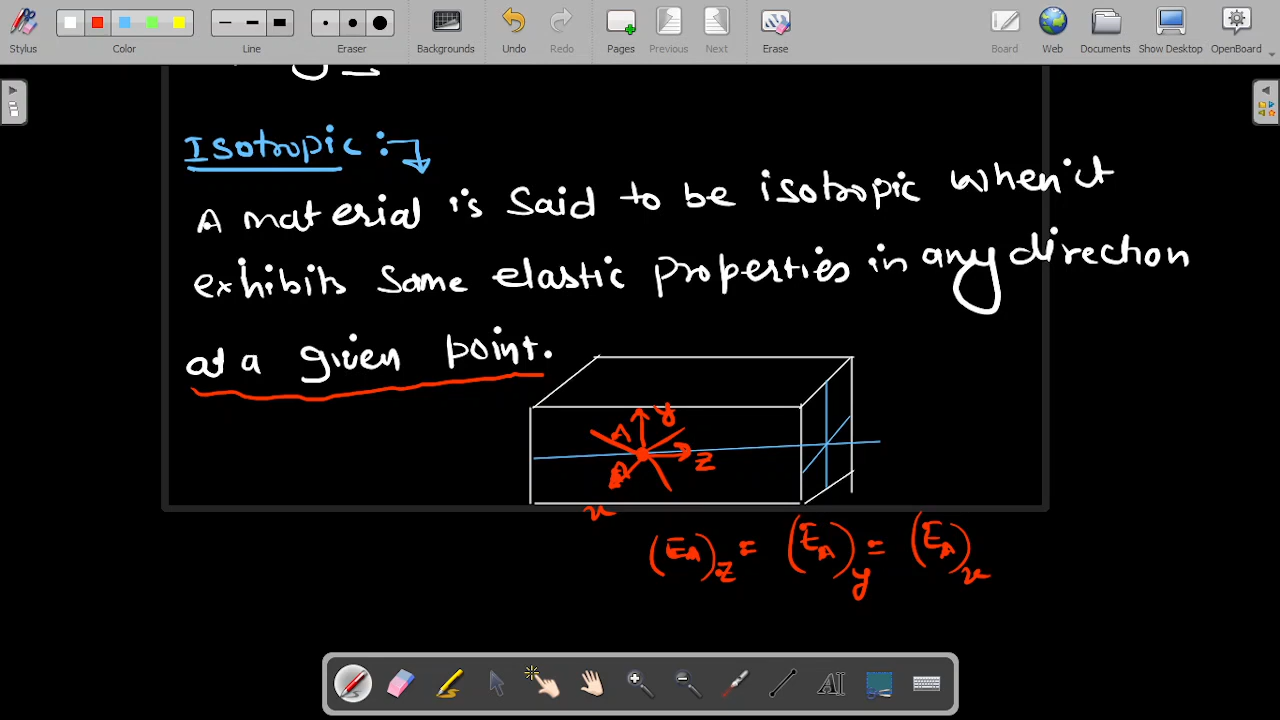 Stylus
Color
Line
Eraser
Backgrounds
Undo
Redo
Pages
Previous
Next
Erase
Board
Web
Documents
Show Desktop
OpenBoard
Isotropic :
A material is said to be isotropic when it
exhibits same elastic properties in any direction
at a given point.
y
A
z
x
(EA)z = (EA)y = (EA)x
AI